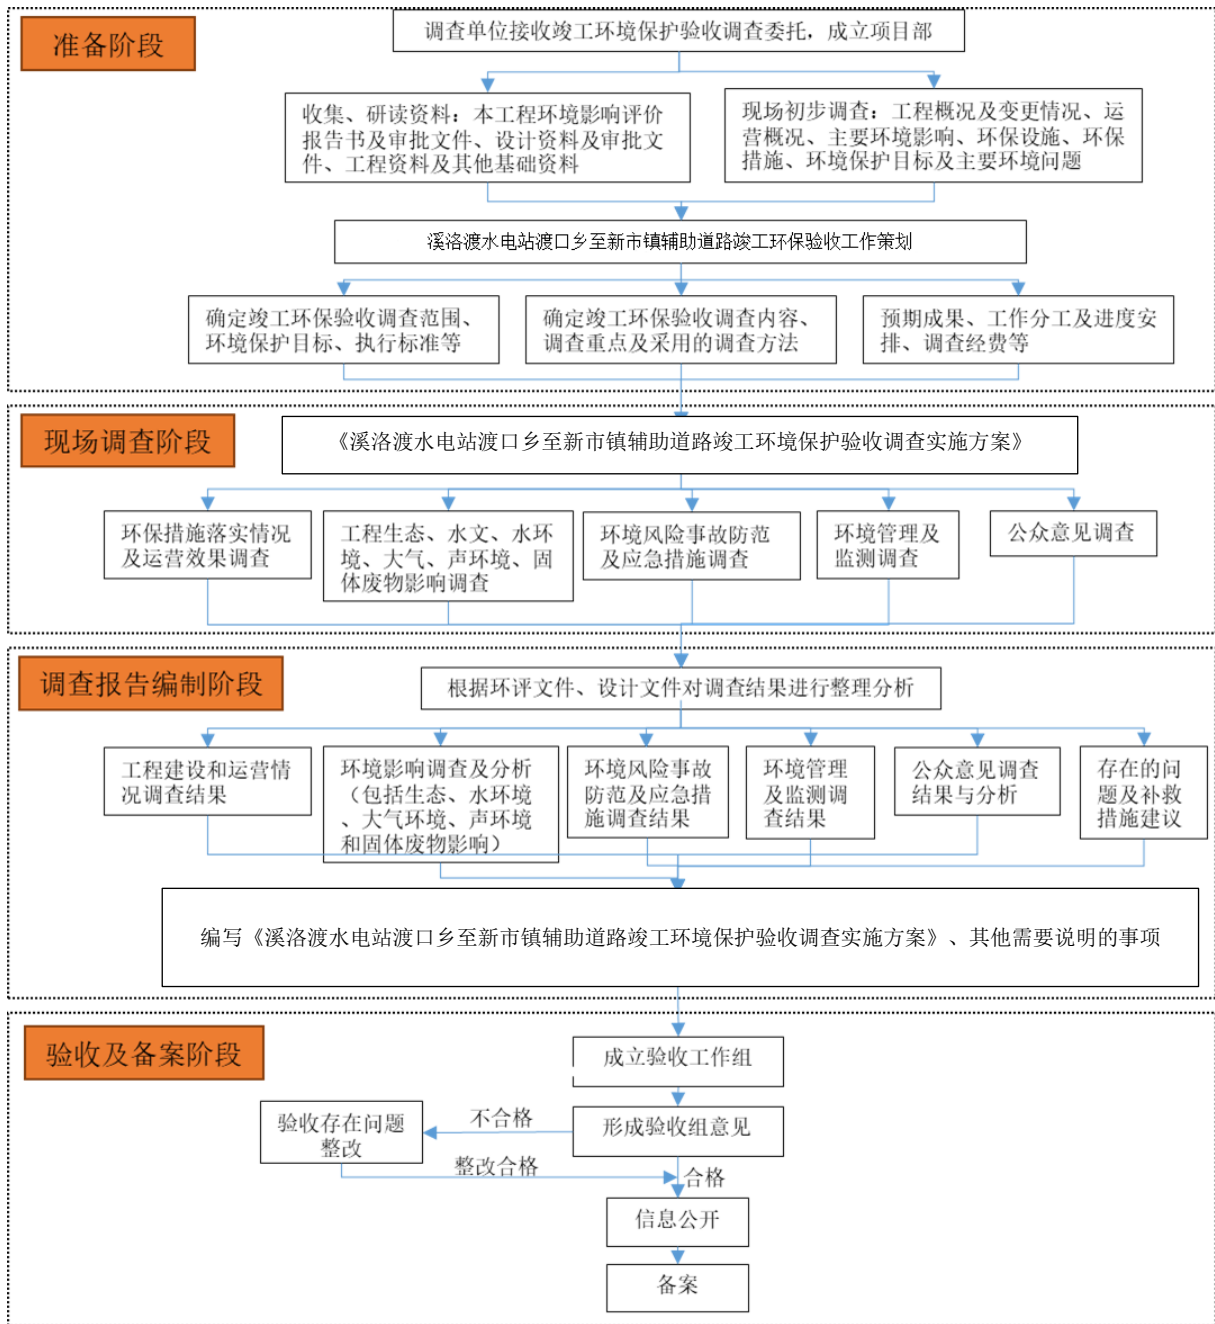 准备阶段
调查单位接收竣工环境保护验收调查委托，成立项目部
收集、研读资料：本工程环境影响评价
报告书及审批文件、设计资料及审批文
件、工程资料及其他基础资料
现场初步调查：工程概况及变更情况、运
营概况、主要环境影响、环保设施、环保
措施、环境保护目标及主要环境问题
溪洛渡水电站渡口乡至新市镇辅助道路竣工环保验收工作策划
确定竣工环保验收调查范围、
环境保护目标、执行标准等
确定竣工环保验收调查内容、
调查重点及采用的调查方法
预期成果、工作分工及进度安
排、调查经费等
现场调查阶段
《溪洛渡水电站渡口乡至新市镇辅助道路竣工环境保护验收调查实施方案》
环保措施落实情况
及运营效果调查
工程生态、水文、水环
境、大气、声环境、固
体废物影响调查
环境风险事故防范
及应急措施调查
环境管理及
监测调查
公众意见调查
调查报告编制阶段
根据环评文件、设计文件对调查结果进行整理分析
工程建设和运营情
况调查结果
环境影响调查及分析
（包括生态、水环境
、大气环境、声环境
和固体废物影响）
环境风险事故
防范及应急措
施调查结果
环境管理
及监测调
查结果
公众意见调查
结果与分析
存在的问
题及补救
措施建议
编写《溪洛渡水电站渡口乡至新市镇辅助道路竣工环境保护验收调查实施方案》、其他需要说明的事项
验收及备案阶段
成立验收工作组
验收存在问题
整改
不合格
形成验收组意见
整改合格
合格
信息公开
备案